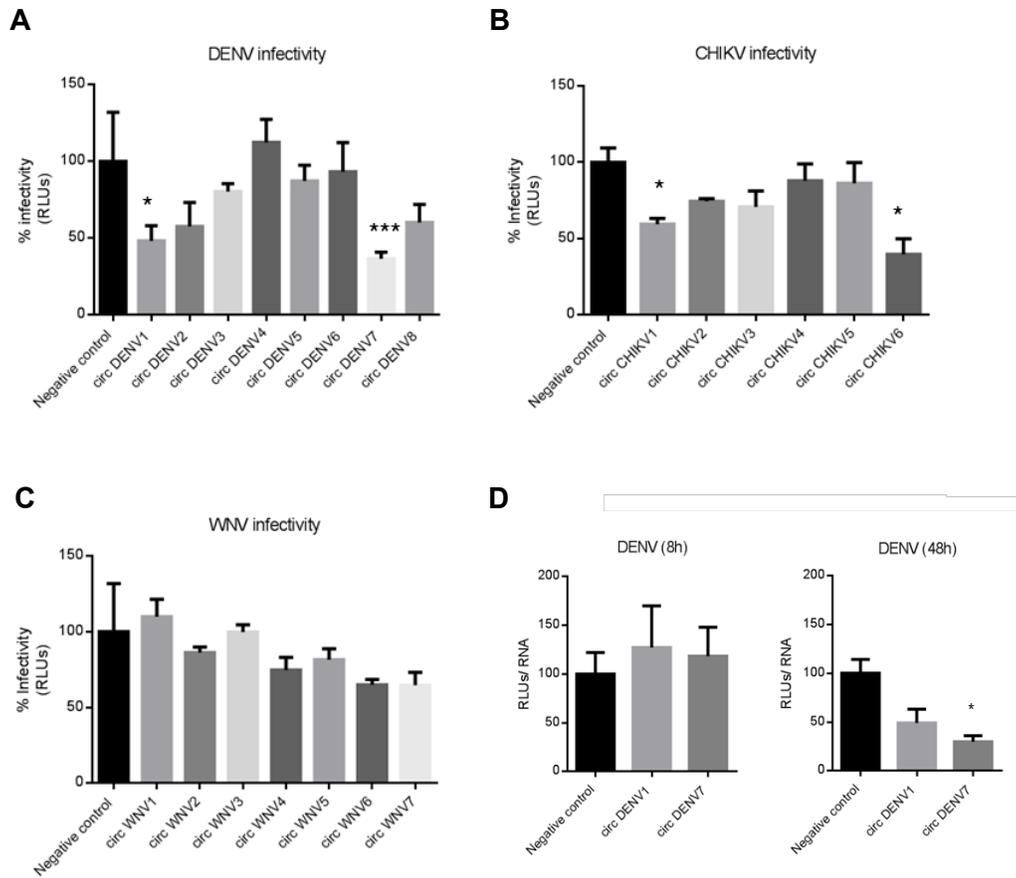 A
DENV infectivity
% infectivity
(RLUs)
150
100
50
0
*
***
Negative control
circ DENV1
circ DENV2
circ DENV3
circ DENV4
circ DENV5
circ DENV6
circ DENV7
circ DENV8
B
CHIKV infectivity
% Infectivity
(RLUs)
150
100
50
0
*
*
Negative control
circ CHIKV1
circ CHIKV2
circ CHIKV3
circ CHIKV4
circ CHIKV5
circ CHIKV6
C
WNV infectivity
% Infectivity
(RLUs)
150
100
50
0
Negative control
circ WNV1
circ WNV2
circ WNV3
circ WNV4
circ WNV5
circ WNV6
circ WNV7
D
DENV (8h)
RLUs/ RNA
200
150
100
50
0
Negative control
circ DENV1
circ DENV7
DENV (48h)
RLUs/ RNA
200
150
100
50
0
*
Negative control
circ DENV1
circ DENV7